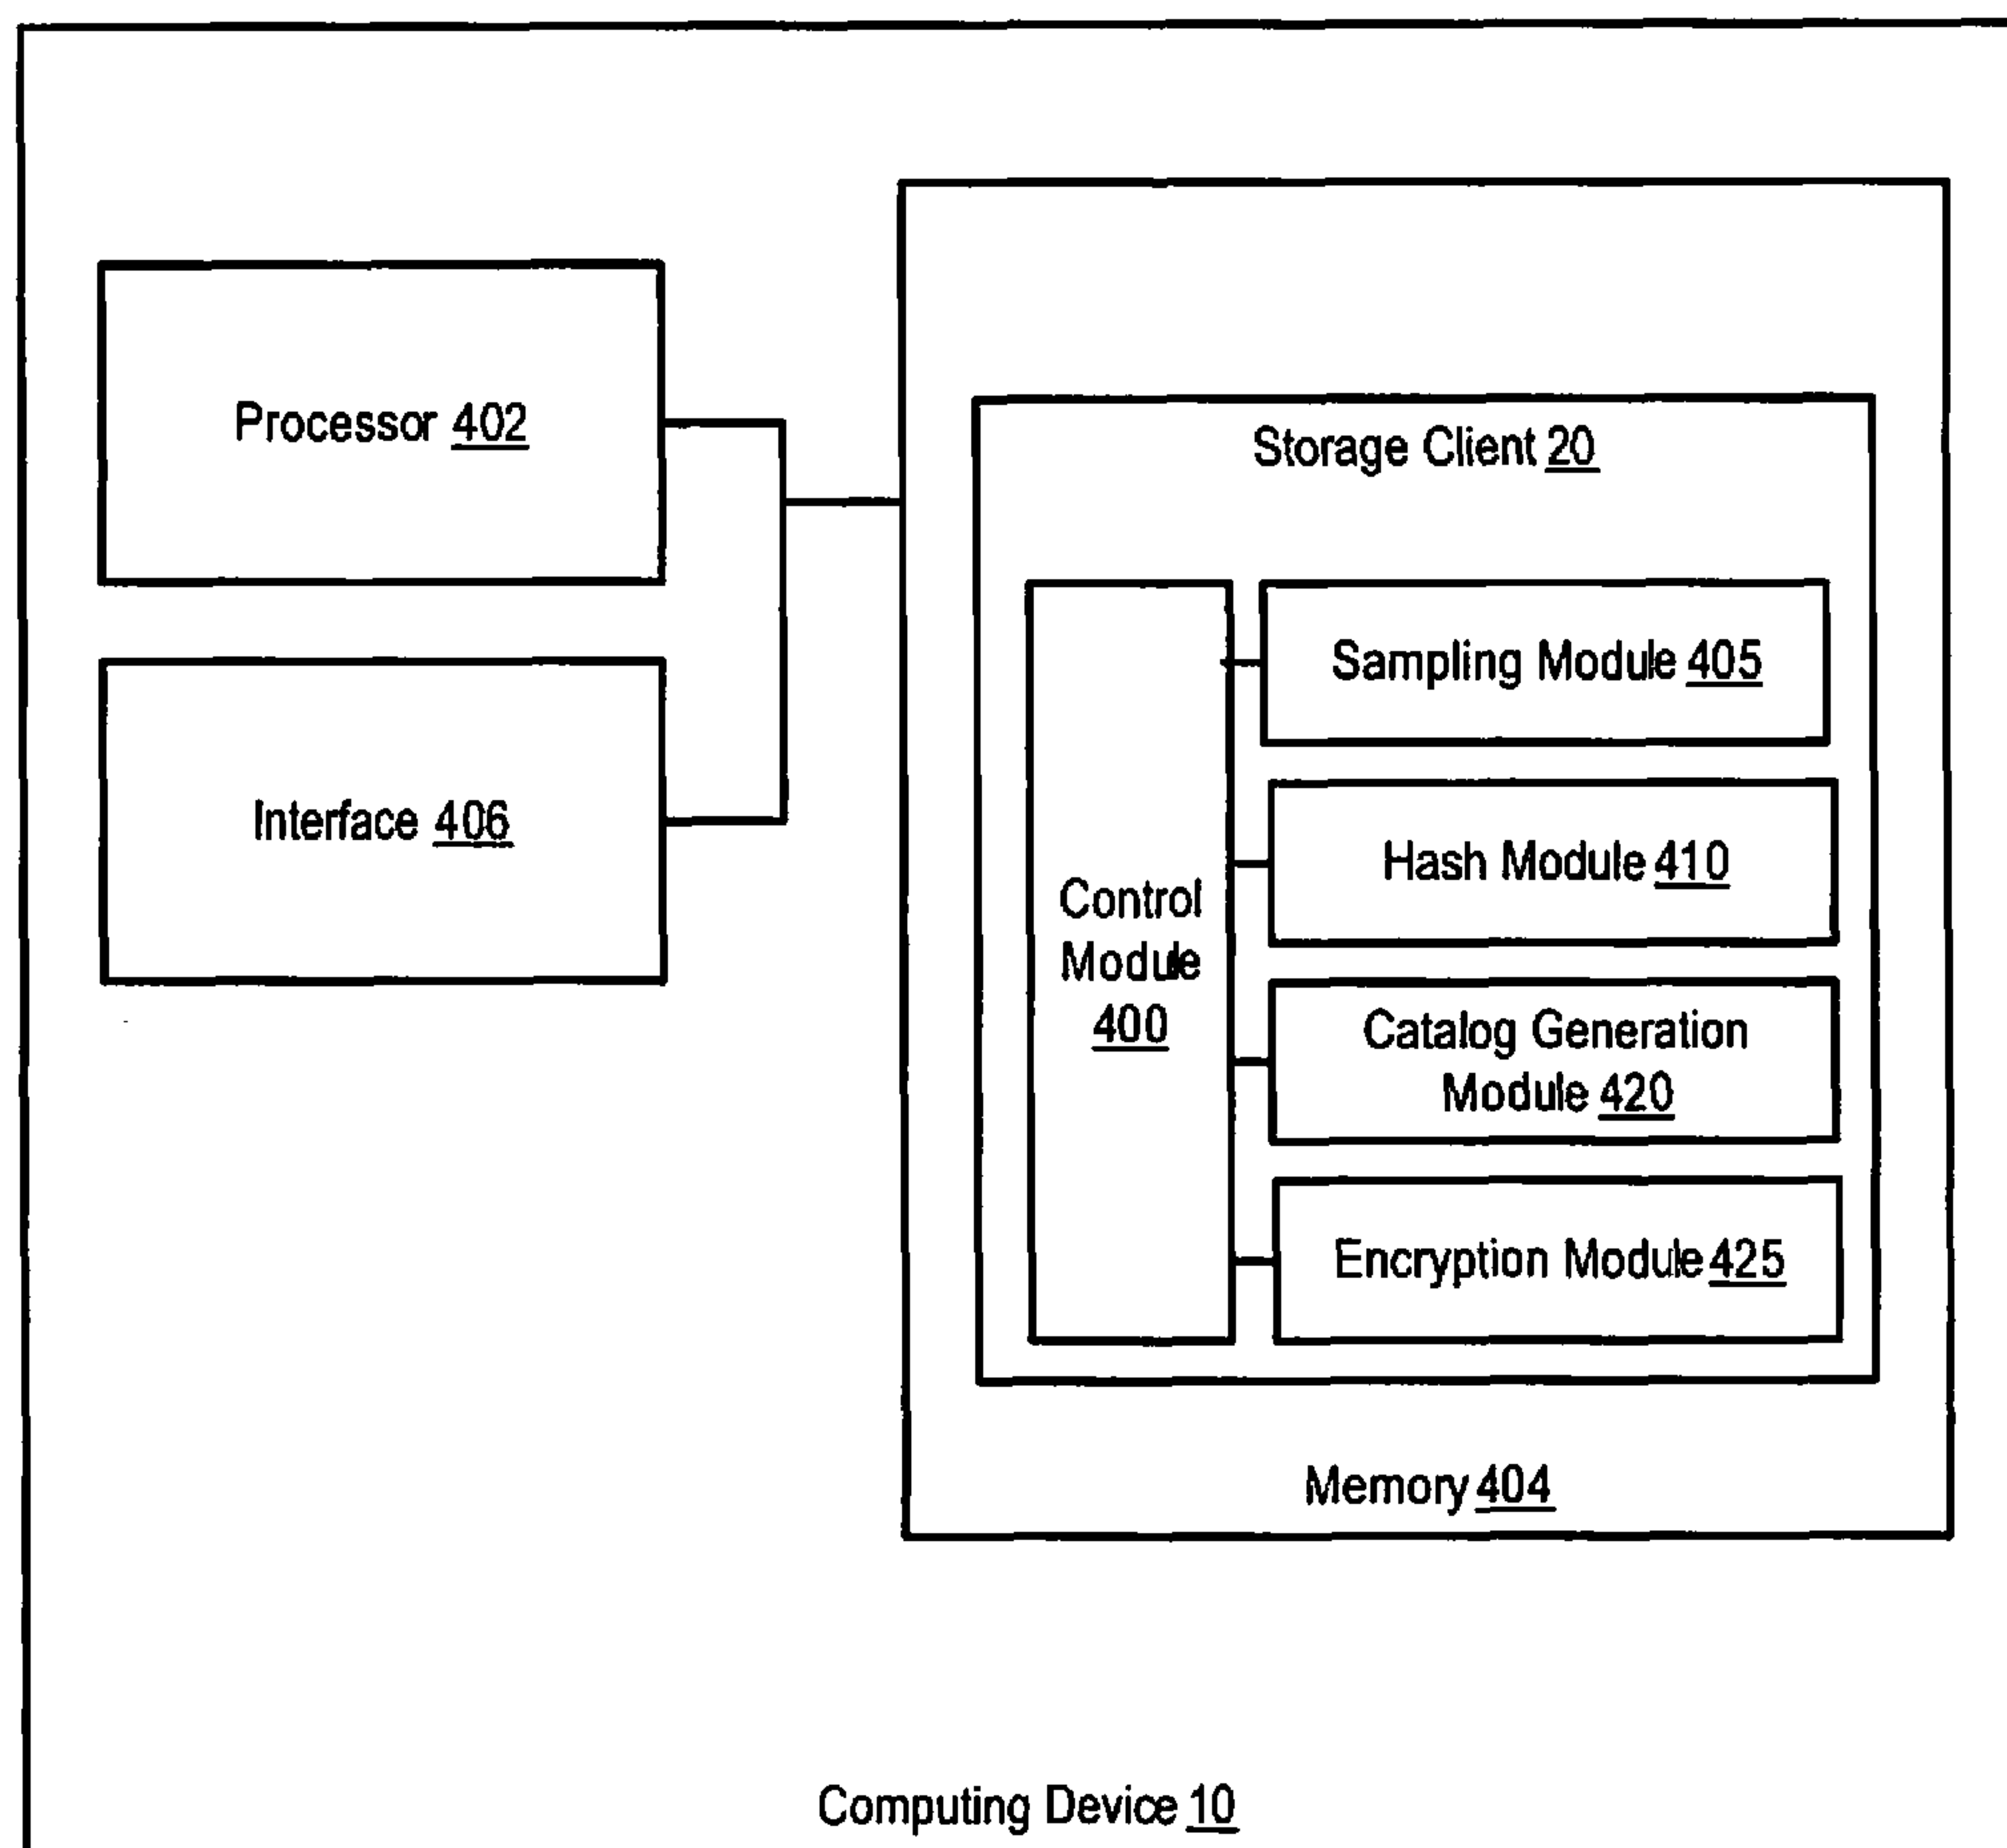 Processor 402
Interface 406
Storage Client 20
Control
Module
400
Sampling Module 405
Hash Module 410
Catalog Generation
Module 420
Encryption Module 425
Memory 404
Computing Device 10